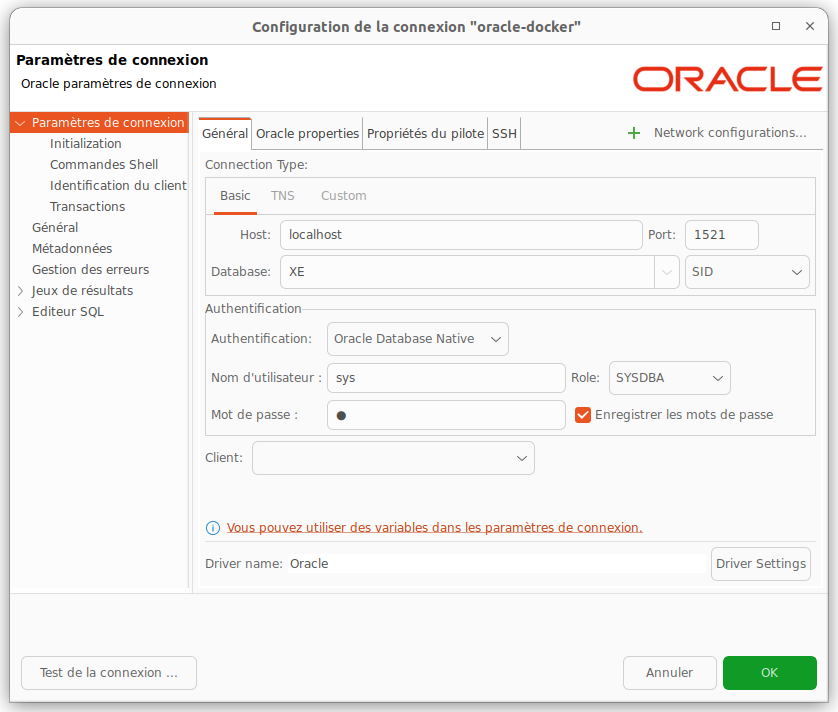 Configuration de la connexion "oracle-docker"
Paramètres de connexion
Oracle paramètres de connexion
ORACLE
Paramètres de connexion
Initialization
Commandes Shell
Identification du client
Transactions
Général
Métadonnées
Gestion des erreurs
Jeux de résultats
Editeur SQL
Général Oracle properties Propriétés du pilote SSH Network configurations...
Connection Type:
Basic TNS Custom
Host: localhost Port: 1521
Database: XE SID
Authentification
Authentification: Oracle Database Native
Nom d'utilisateur : sys Role: SYSDBA
Mot de passe : ● Enregistrer les mots de passe
Client:
Vous pouvez utiliser des variables dans les paramètres de connexion.
Driver name: Oracle Driver Settings
Test de la connexion ... Annuler OK